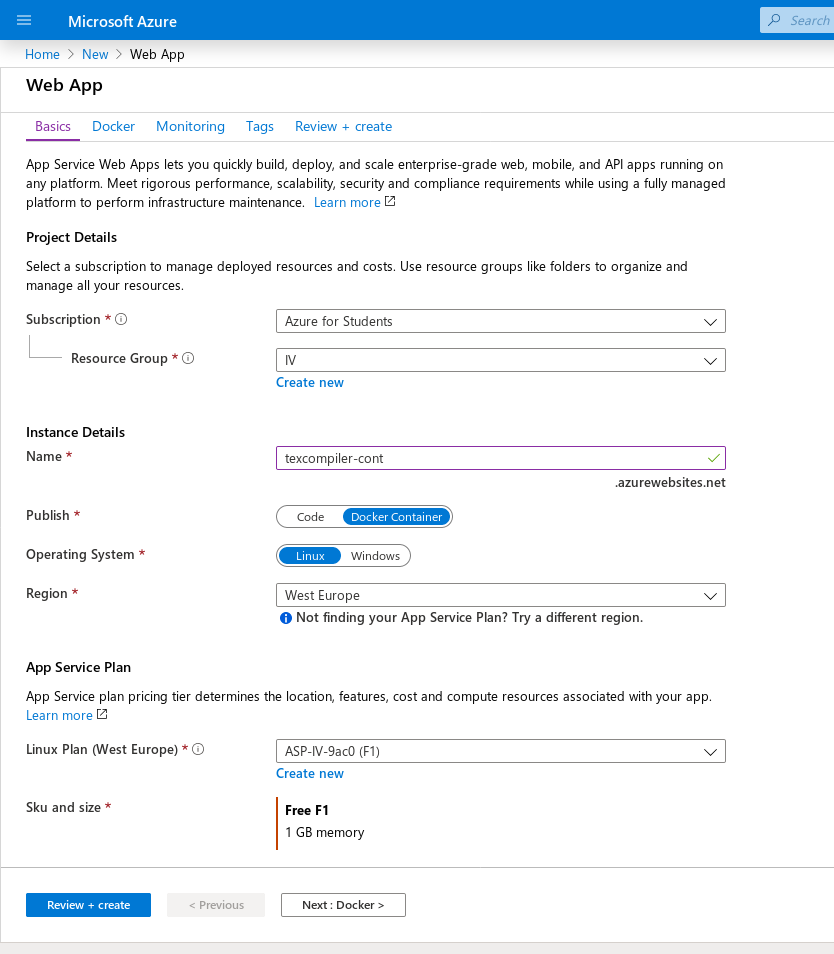 Microsoft Azure
Search
Home > New > Web App
Web App
Basics Docker Monitoring Tags Review + create
App Service Web Apps lets you quickly build, deploy, and scale enterprise-grade web, mobile, and API apps running on
any platform. Meet rigorous performance, scalability, security and compliance requirements while using a fully managed
platform to perform infrastructure maintenance. Learn more
Project Details
Select a subscription to manage deployed resources and costs. Use resource groups like folders to organize and
manage all your resources.
Subscription * Azure for Students
Resource Group * IV
Create new
Instance Details
Name * texcompiler-cont
.azurewebsites.net
Publish * Code Docker Container
Operating System * Linux Windows
Region * West Europe
Not finding your App Service Plan? Try a different region.
App Service Plan
App Service plan pricing tier determines the location, features, cost and compute resources associated with your app.
Learn more
Linux Plan (West Europe) * ASP-IV-9ac0 (F1)
Create new
Sku and size * Free F1
1 GB memory
Review + create < Previous Next : Docker >